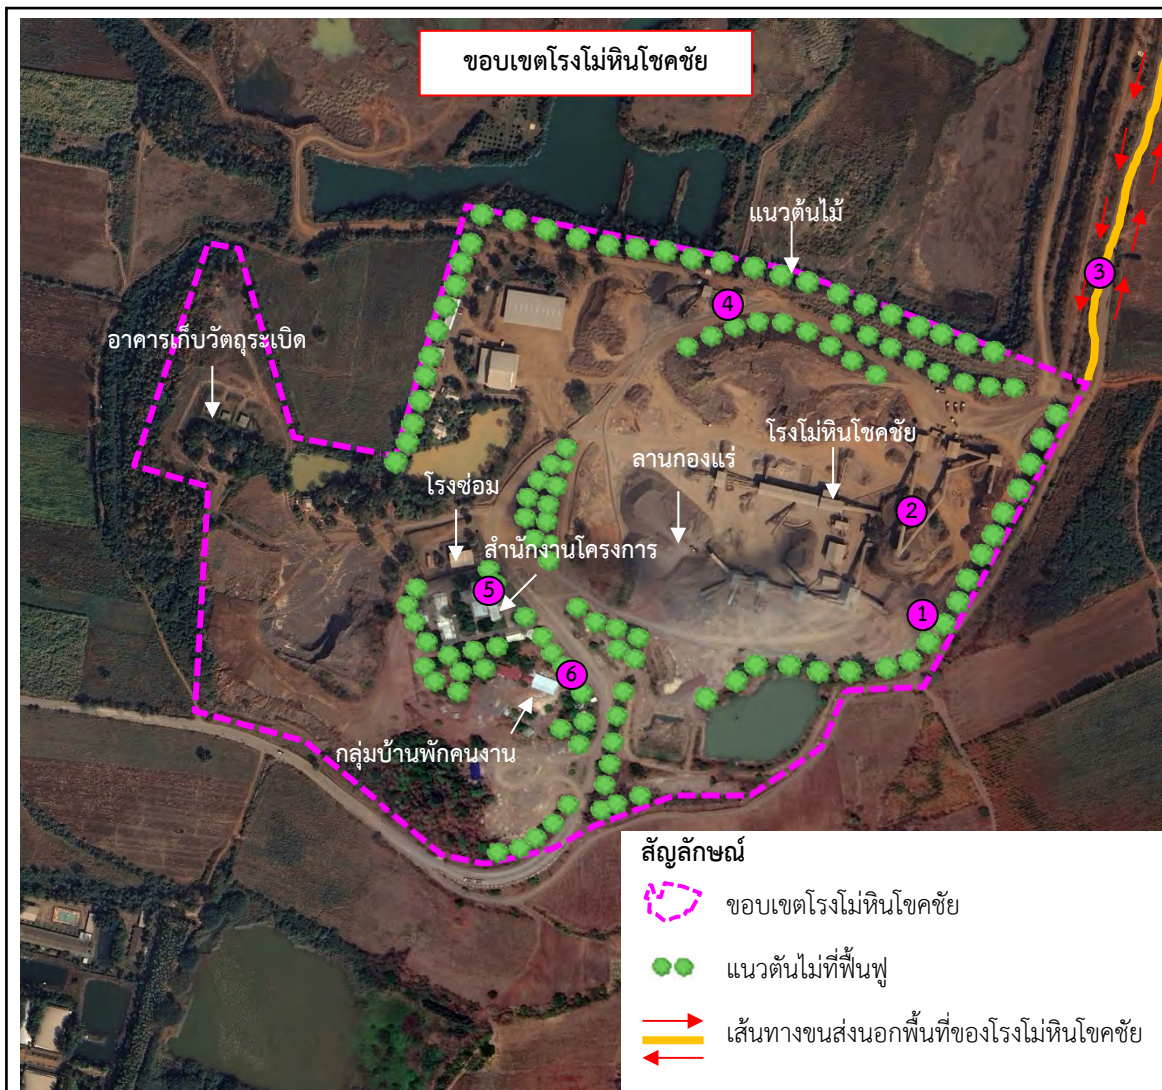 ขอบเขตโรงโม่หินโชคชัย
แนวต้นไม้
3
4
อาคารเก็บวัตถุระเบิด
โรงโม่หินโชคชัย
ลานกองแร่
โรงซ่อม
2
สำนักงานโครงการ
5
1
6
กลุ่มบ้านพักคนงาน
สัญลักษณ์
ขอบเขตโรงโม่หินโขคชัย
แนวตันไม่ที่ฟื้นฟู
เส้นทางขนส่งนอกพื้นที่ของโรงโม่หินโขคชัย